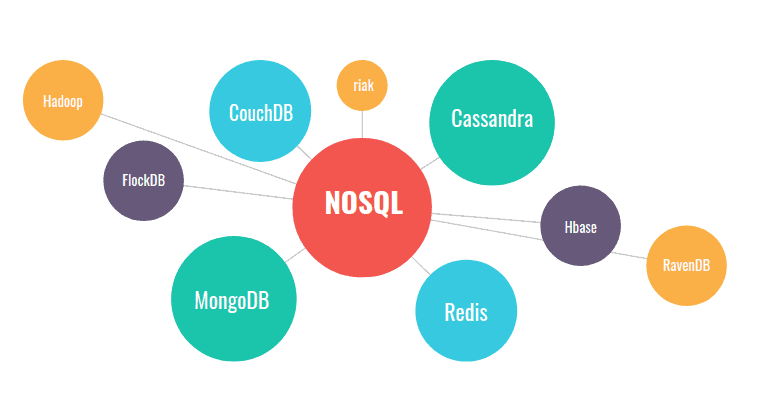 riak
Hadoop
CouchDB
Cassandra
FlockDB
NOSQL
Hbase
RavenDB
MongoDB
Redis